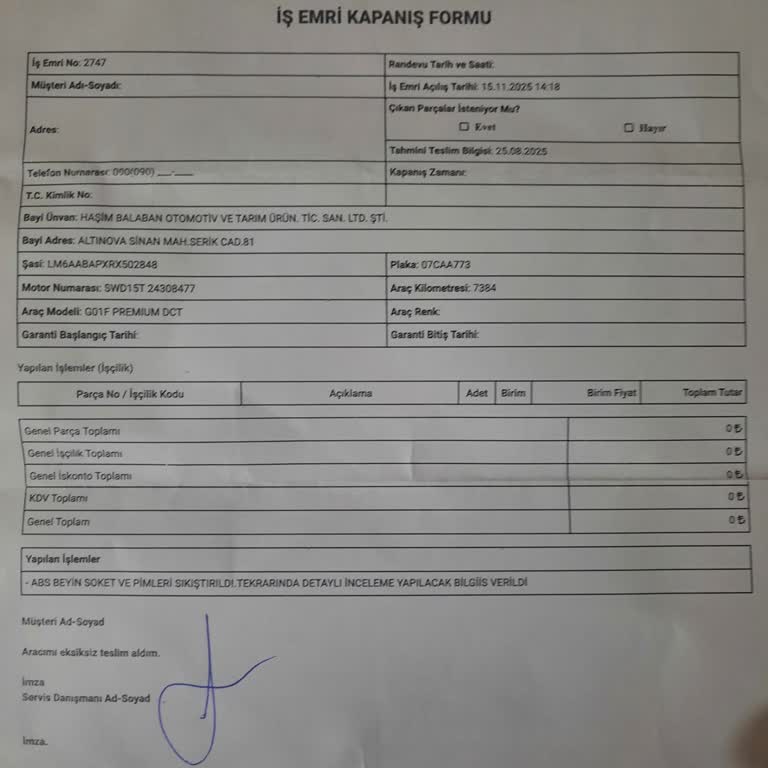 İŞ EMRİ KAPANIŞ FORMU
İş Emri No: 2747
Randevu Tarih ve Saati:
Müşteri Adı-Soyadı:
İş Emri Açılış Tarihi: 15.11.2025 14:18
Adres:
Çıkan Parçalar İsteniyor Mu?
☐ Evet ☐ Hayır
Tahmini Teslim Bilgisi: 25.08.2025
Telefon Numarası: 090(090) ___-____
Kapanış Zamanı:
T.C. Kimlik No:
Bayi Ünvan: HAŞİM BALABAN OTOMOTİV VE TARIM ÜRÜN. TİC. SAN. LTD. ŞTİ.
Bayi Adres: ALTINOVA SİNAN MAH.SERİK CAD.81
Şasi: LM6AABAPXRX502848
Plaka: 07CAA773
Motor Numarası: SWD15T 24308477
Araç Kilometresi: 7384
Araç Modeli: G01F PREMIUM DCT
Araç Renk:
Garanti Başlangıç Tarihi:
Garanti Bitiş Tarihi:
Yapılan İşlemler (İşçilik)
Parça No / İşçilik Kodu Açıklama Adet Birim Birim Fiyat Toplam Tutar
Genel Parça Toplamı 0 ₺
Genel İşçilik Toplamı 0 ₺
Genel İskonto Toplamı 0 ₺
KDV Toplamı 0 ₺
Genel Toplam 0 ₺
Yapılan İşlemler
- ABS BEYİN SOKET VE PİMLERİ SIKIŞTIRILDI.TEKRARINDA DETAYLI İNCELEME YAPILACAK BİLGİİS VERİLDİ
Müşteri Ad-Soyad
Aracımı eksiksiz teslim aldım.
İmza
Servis Danışmanı Ad-Soyad
İmza.